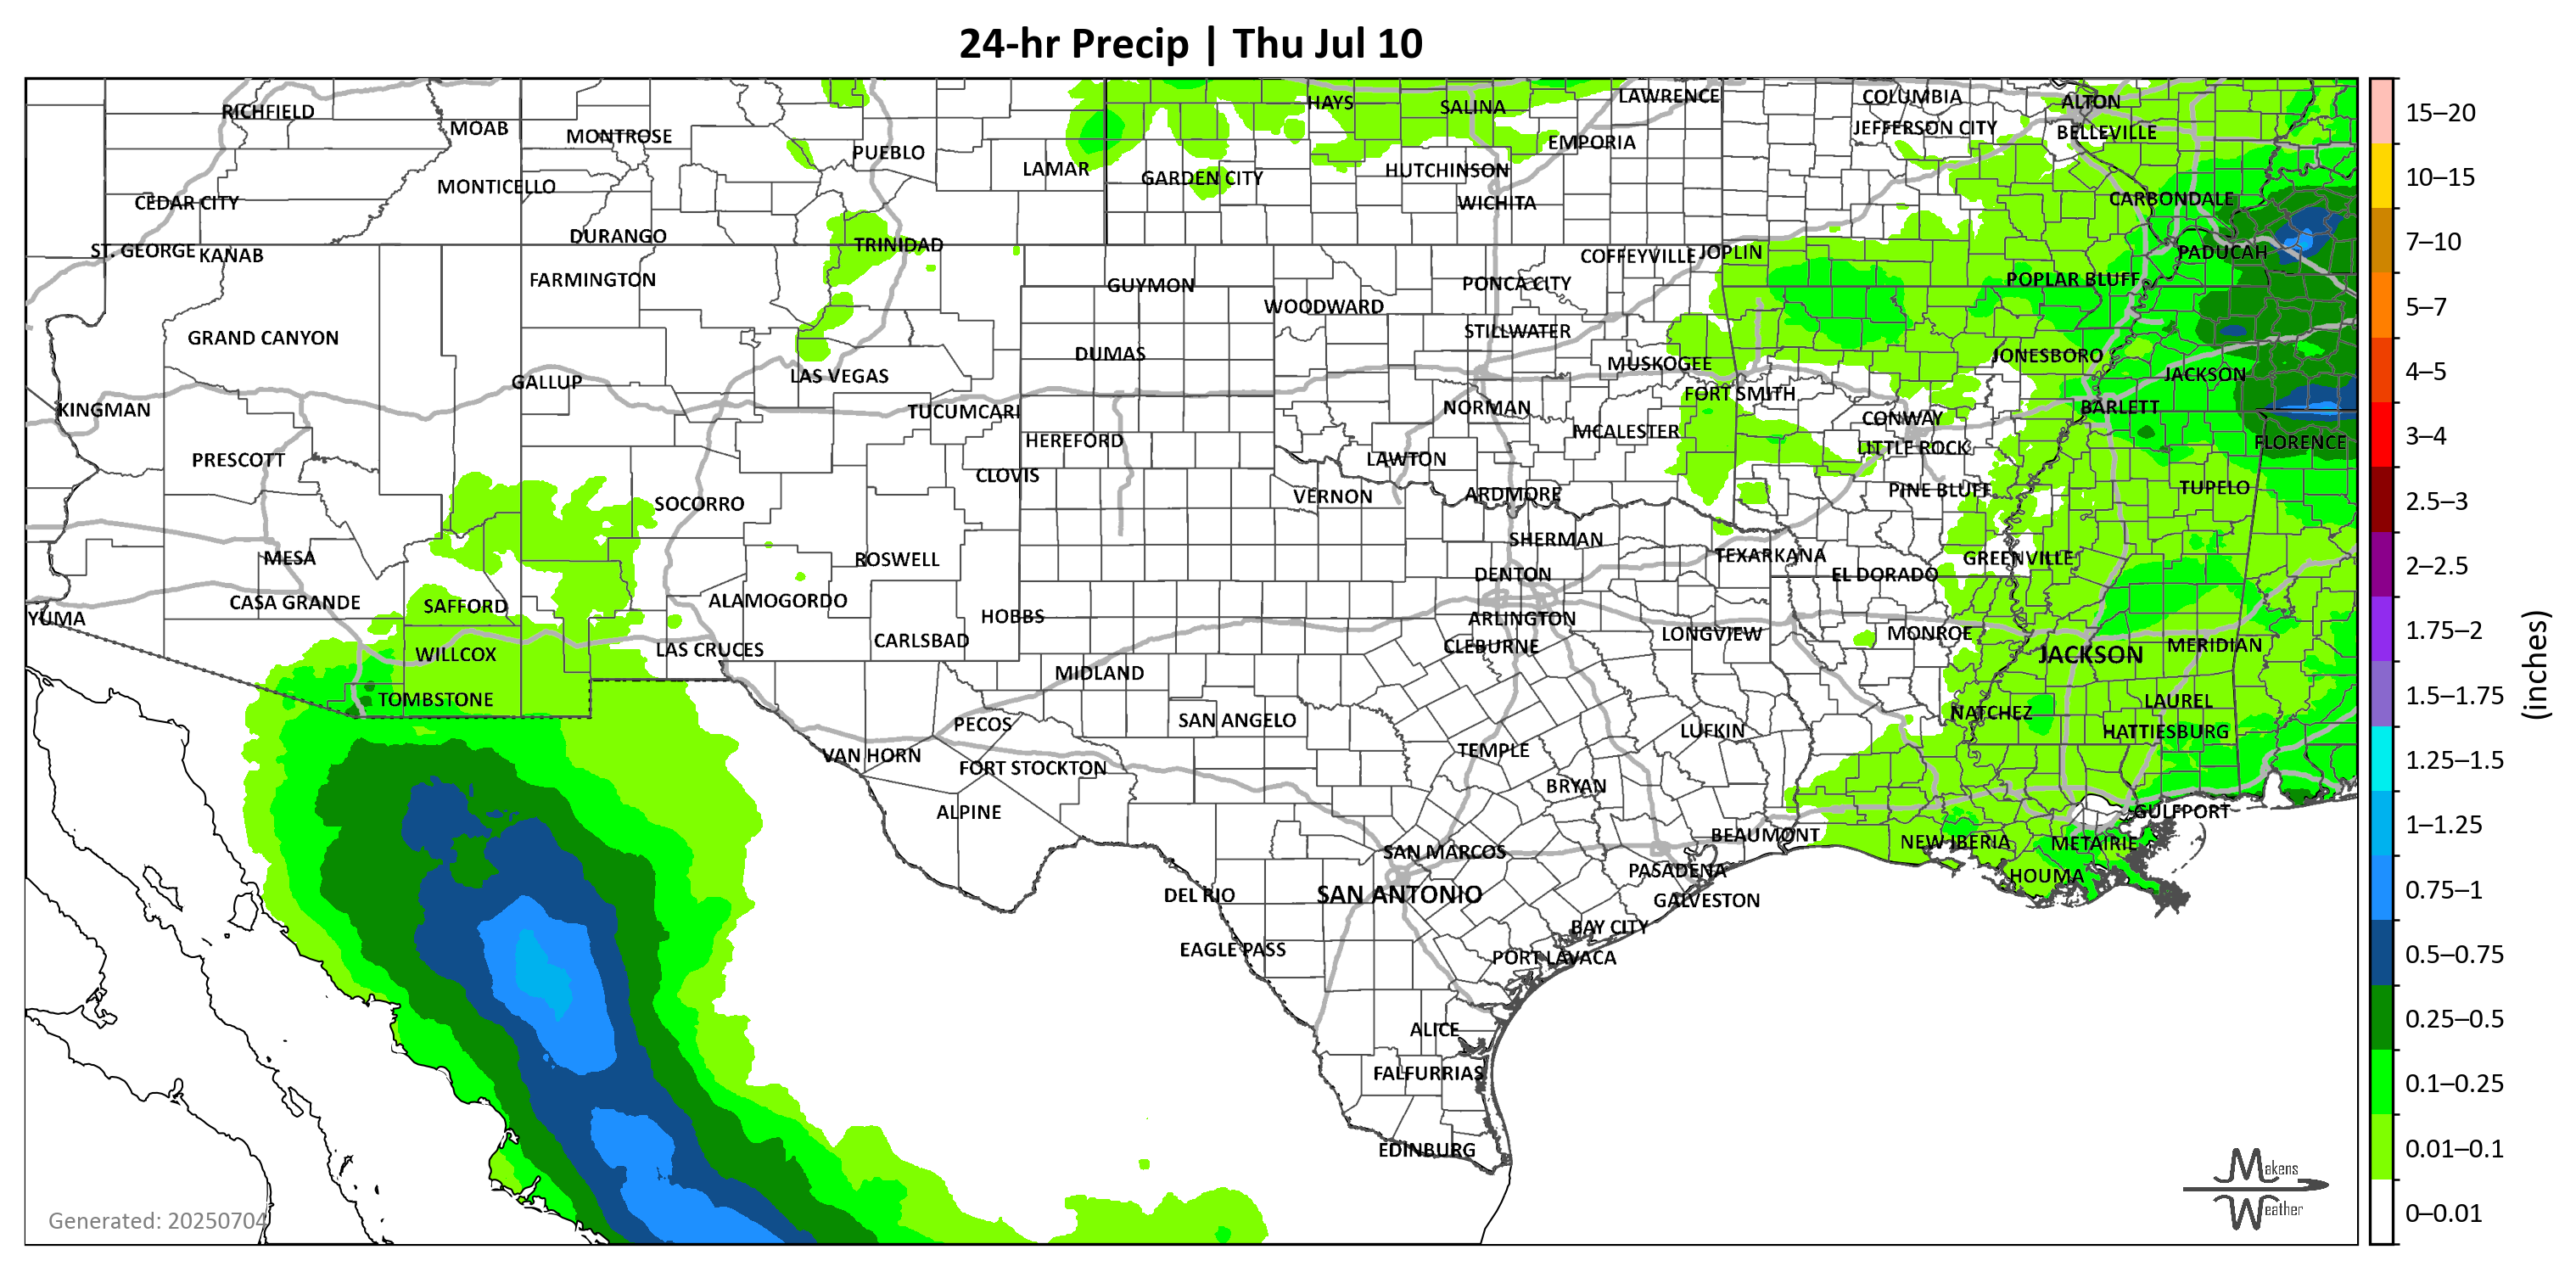 24-hr Precip | Thu Jul 10
RICHFIELD
MOAB
MONTROSE
PUEBLO
LAMAR
HAYS
SALINA
LAWRENCE
EMPORIA
COLUMBIA
JEFFERSON CITY
ALTON
BELLEVILLE
CEDAR CITY
MONTICELLO
GARDEN CITY
HUTCHINSON
WICHITA
CARBONDALE
ST. GEORGE
KANAB
DURANGO
TRINIDAD
COFFEYVILLE
JOPLIN
PADUCAH
FARMINGTON
GUYMON
WOODWARD
PONCA CITY
POPLAR BLUFF
GRAND CANYON
DUMAS
STILLWATER
MUSKOGEE
JONESBORO
GALLUP
LAS VEGAS
FORT SMITH
JACKSON
KINGMAN
TUCUMCARI
NORMAN
CONWAY
BARLETT
PRESCOTT
HEREFORD
CLOVIS
LAWTON
MCALESTER
LITTLE ROCK
FLORENCE
SOCORRO
VERNON
ARDMORE
PINE BLUFF
TUPELO
MESA
ROSWELL
SHERMAN
TEXARKANA
GREENVILLE
YUMA
CASA GRANDE
SAFFORD
ALAMOGORDO
HOBBS
DENTON
EL DORADO
ARLINGTON
WILLCOX
LAS CRUCES
CARLSBAD
CLEBURNE
LONGVIEW
MONROE
JACKSON
MERIDIAN
TOMBSTONE
MIDLAND
PECOS
SAN ANGELO
LUFKIN
NATCHEZ
LAUREL
HATTIESBURG
VAN HORN
FORT STOCKTON
TEMPLE
BRYAN
ALPINE
BEAUMONT
GULFPORT
SAN MARCOS
PASADENA
NEW IBERIA
METAIRIE
HOUMA
DEL RIO
SAN ANTONIO
GALVESTON
BAY CITY
EAGLE PASS
PORT LAVACA
ALICE
FALFURRIAS
EDINBURG
Generated: 20250704
Makens
Weather
15–20
10–15
7–10
5–7
4–5
3–4
2.5–3
2–2.5
1.75–2
1.5–1.75
1.25–1.5
1–1.25
0.75–1
0.5–0.75
0.25–0.5
0.1–0.25
0.01–0.1
0–0.01
(inches)